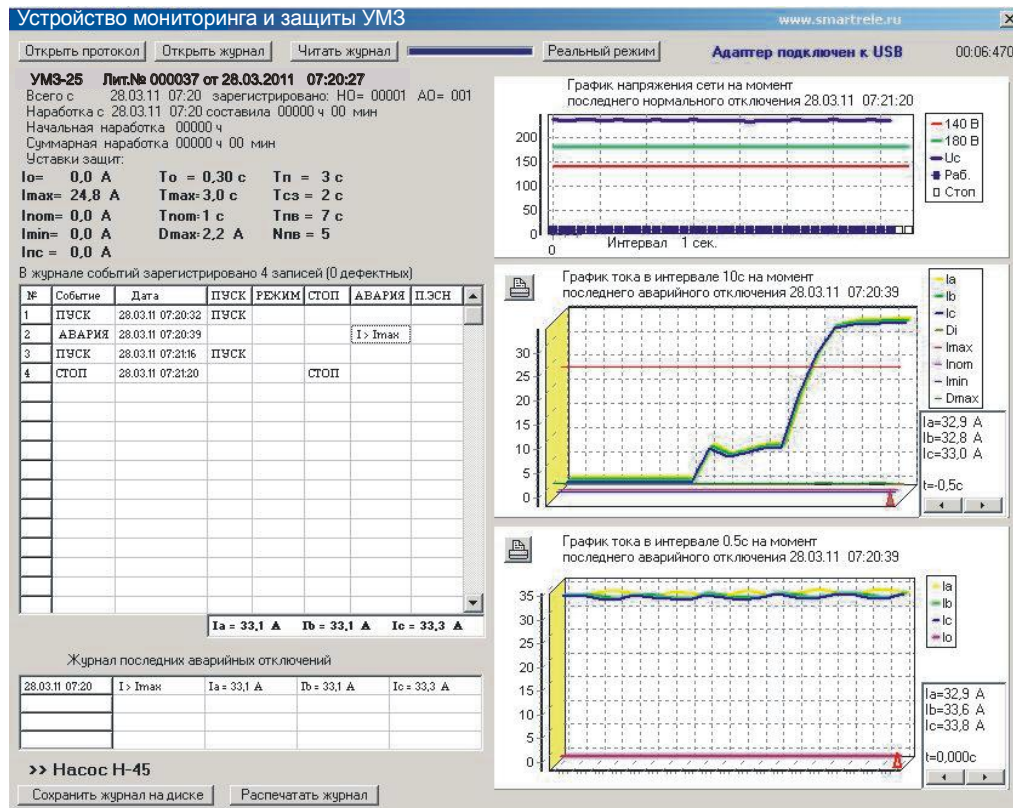 Устройство мониторинга и защиты УМЗ
www.smartrele.ru
Открыть протокол Открыть журнал Читать журнал Реальный режим Адаптер подключен к USB 00:06:470
УМЗ-25 Лит.№ 000037 от 28.03.2011 07:20:27
Всего с 28.03.11 07:20 зарегистрировано: НО= 00001 АО= 001
Наработка с 28.03.11 07:20 составила 00000 ч 00 мин
Начальная наработка 00000 ч
Суммарная наработка 00000 ч 00 мин
Уставки защит:
Io= 0,0 А To = 0,30 с Тп = 3 с
Imax= 24,8 А Tmax=3,0 с Тсз = 2 с
Inom= 0,0 А Tnom=1 с Тпв = 7 с
Imin= 0,0 А Dmax=2,2 А Nпв = 5
Inc = 0,0 А
В журнале событий зарегистрировано 4 записей (0 дефектных)
№ Событие Дата ПУСК РЕЖИМ СТОП АВАРИЯ П.ЭСН
1 ПУСК 28.03.11 07:20:32 ПУСК
2 АВАРИЯ 28.03.11 07:20:39 I> Imax
3 ПУСК 28.03.11 07:21:16 ПУСК
4 СТОП 28.03.11 07:21:20 СТОП
Ia = 33,1 А Ib = 33,1 А Ic = 33,3 А
Журнал последних аварийных отключений
28.03.11 07:20 I> Imax Ia = 33,1 А Ib = 33,1 А Ic = 33,3 А
>> Насос Н-45
Сохранить журнал на диске Распечатать журнал
График напряжения сети на момент
последнего нормального отключения 28.03.11 07:21:20
200
150
100
50
0
0
Интервал 1 сек.
140 В
180 В
Uc
Раб.
Стоп
График тока в интервале 10с на момент
последнего аварийного отключения 28.03.11 07:20:39
30
25
20
15
10
5
0
Ia
Ib
Ic
Di
Imax
Inom
Imin
Dmax
Ia=32,9 А
Ib=32,8 А
Ic=33,0 А
t=-0,5с
График тока в интервале 0.5с на момент
последнего аварийного отключения 28.03.11 07:20:39
35
30
25
20
15
10
5
0
Ia
Ib
Ic
Io
Ia=32,9 А
Ib=33,6 А
Ic=33,8 А
t=0,000с